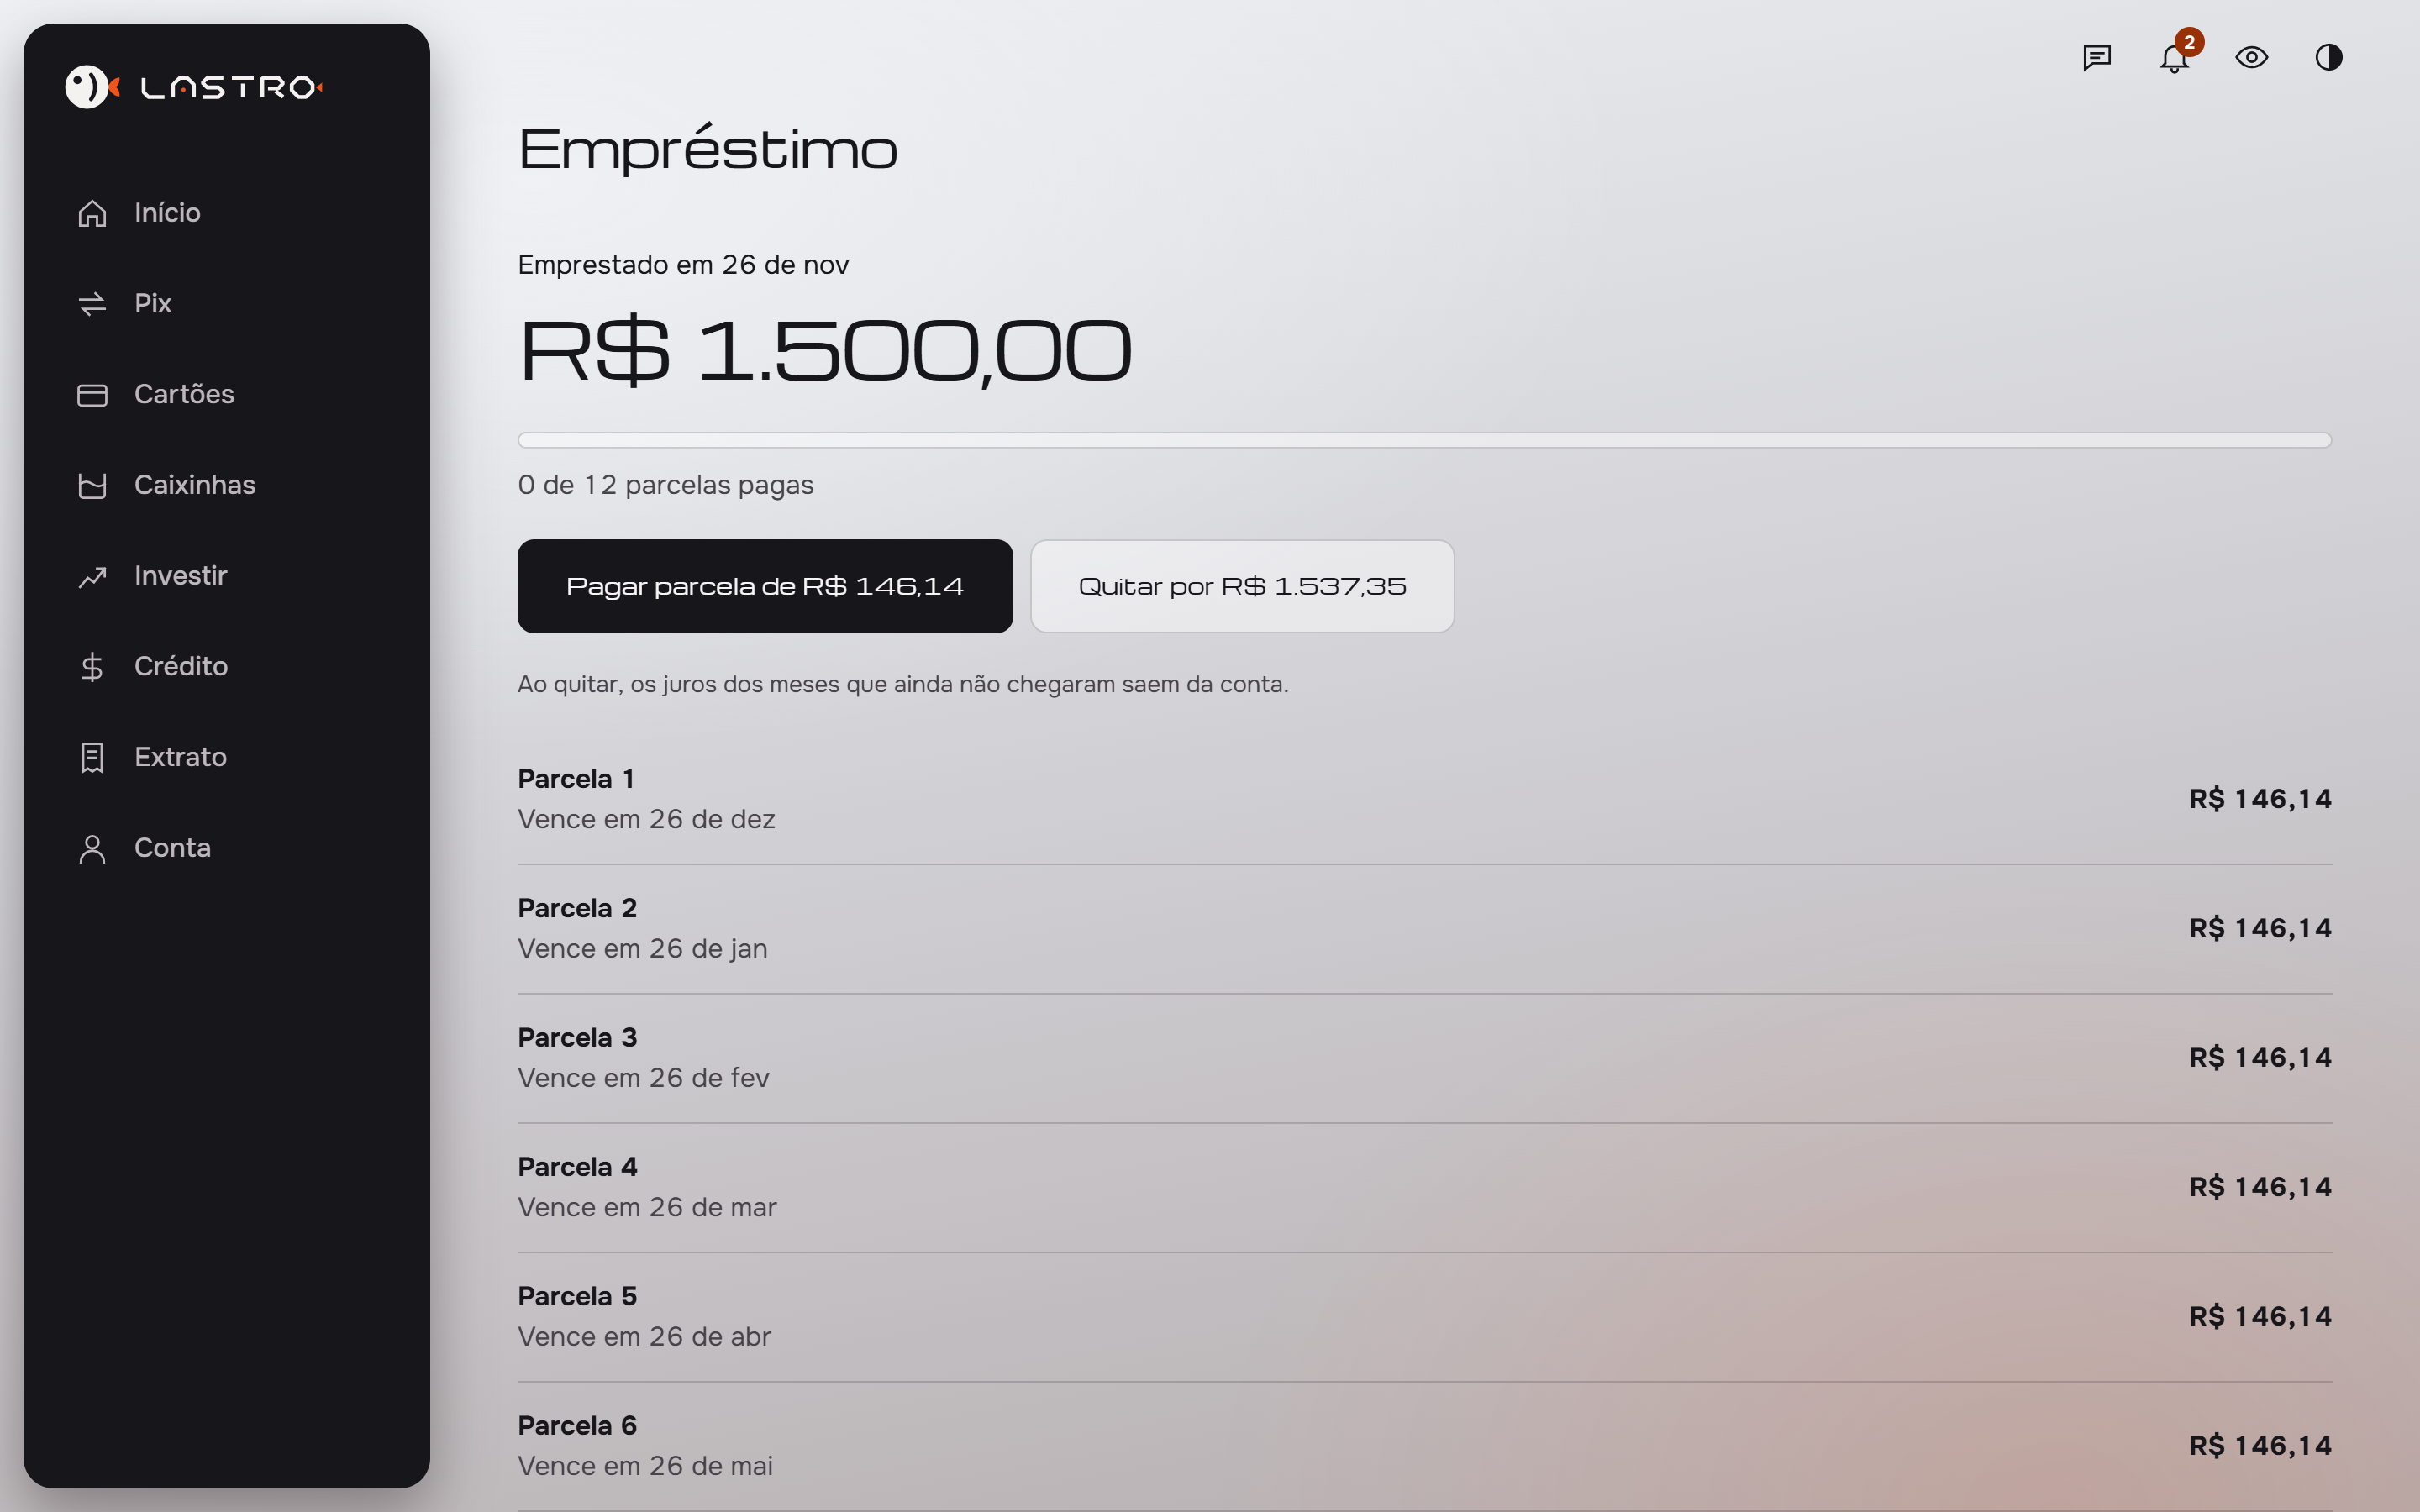 LASTRO
Início
Pix
Cartões
Caixinhas
Investir
Crédito
Extrato
Conta
2
Empréstimo
Emprestado em 26 de nov
R$ 1.500,00
0 de 12 parcelas pagas
Pagar parcela de R$ 146,14
Quitar por R$ 1.537,35
Ao quitar, os juros dos meses que ainda não chegaram saem da conta.
Parcela 1
Vence em 26 de dez
R$ 146,14
Parcela 2
Vence em 26 de jan
R$ 146,14
Parcela 3
Vence em 26 de fev
R$ 146,14
Parcela 4
Vence em 26 de mar
R$ 146,14
Parcela 5
Vence em 26 de abr
R$ 146,14
Parcela 6
Vence em 26 de mai
R$ 146,14